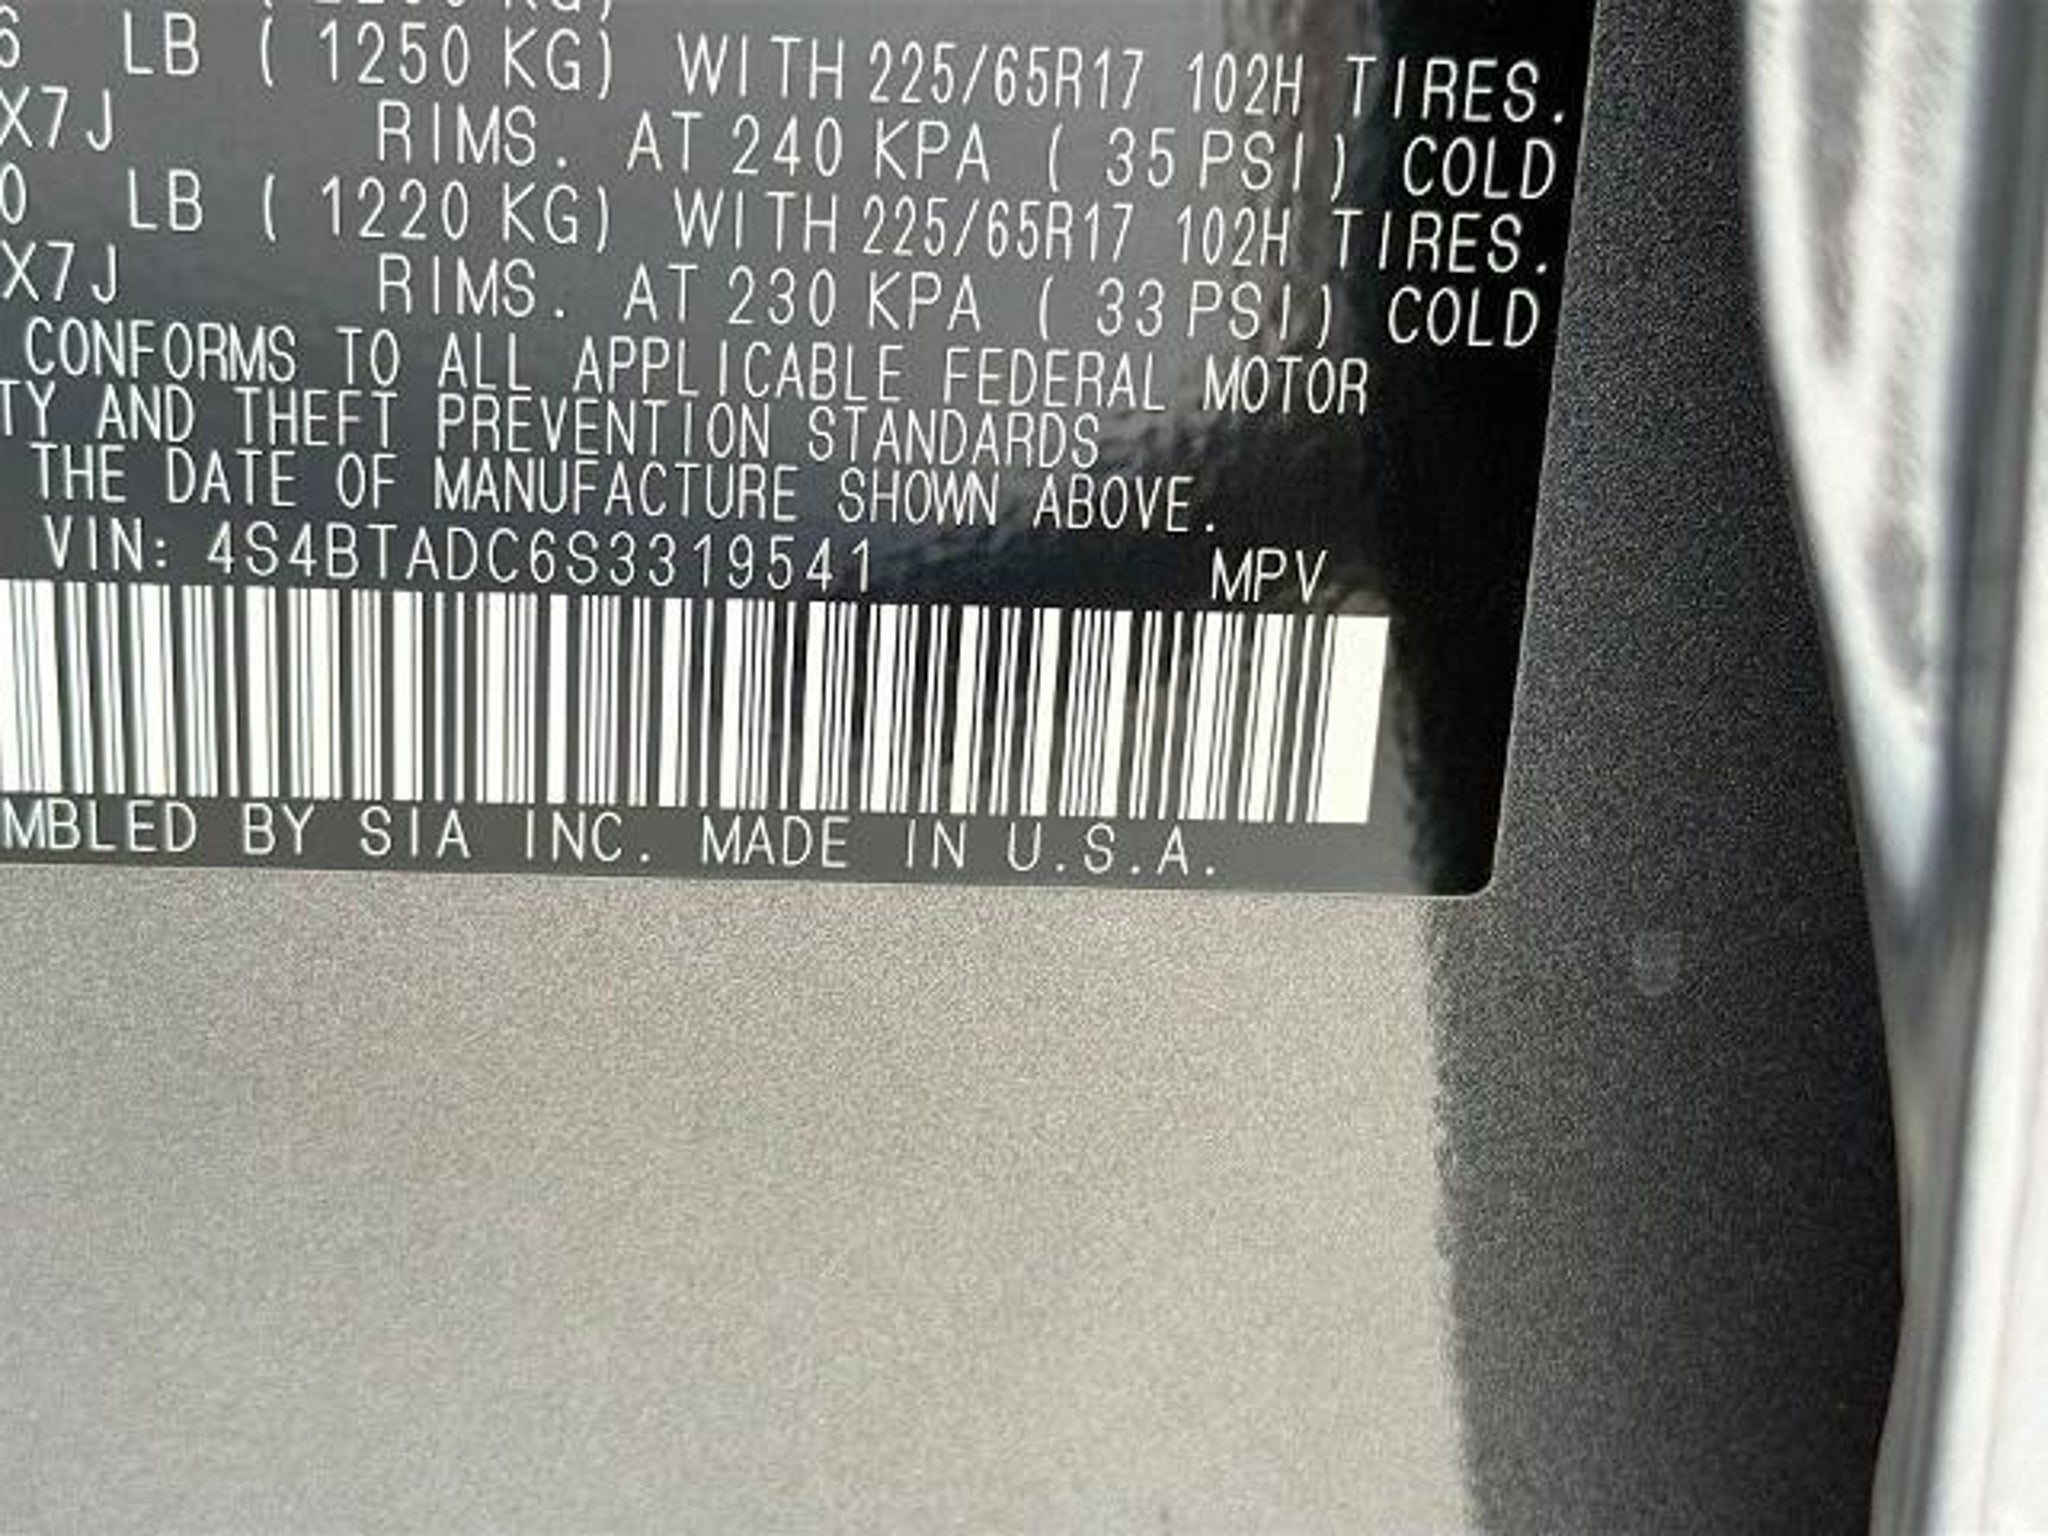 6 LB ( 1250 KG) WITH 225/65R17 102H TIRES.
X7J RIMS. AT 240 KPA ( 35 PSI) COLD
0 LB ( 1220 KG) WITH 225/65R17 102H TIRES.
X7J RIMS. AT 230 KPA ( 33 PSI) COLD
CONFORMS TO ALL APPLICABLE FEDERAL MOTOR
TY AND THEFT PREVENTION STANDARDS
THE DATE OF MANUFACTURE SHOWN ABOVE.
VIN: 4S4BTADC6S3319541 MPV
MBLED BY SIA INC. MADE IN U.S.A.